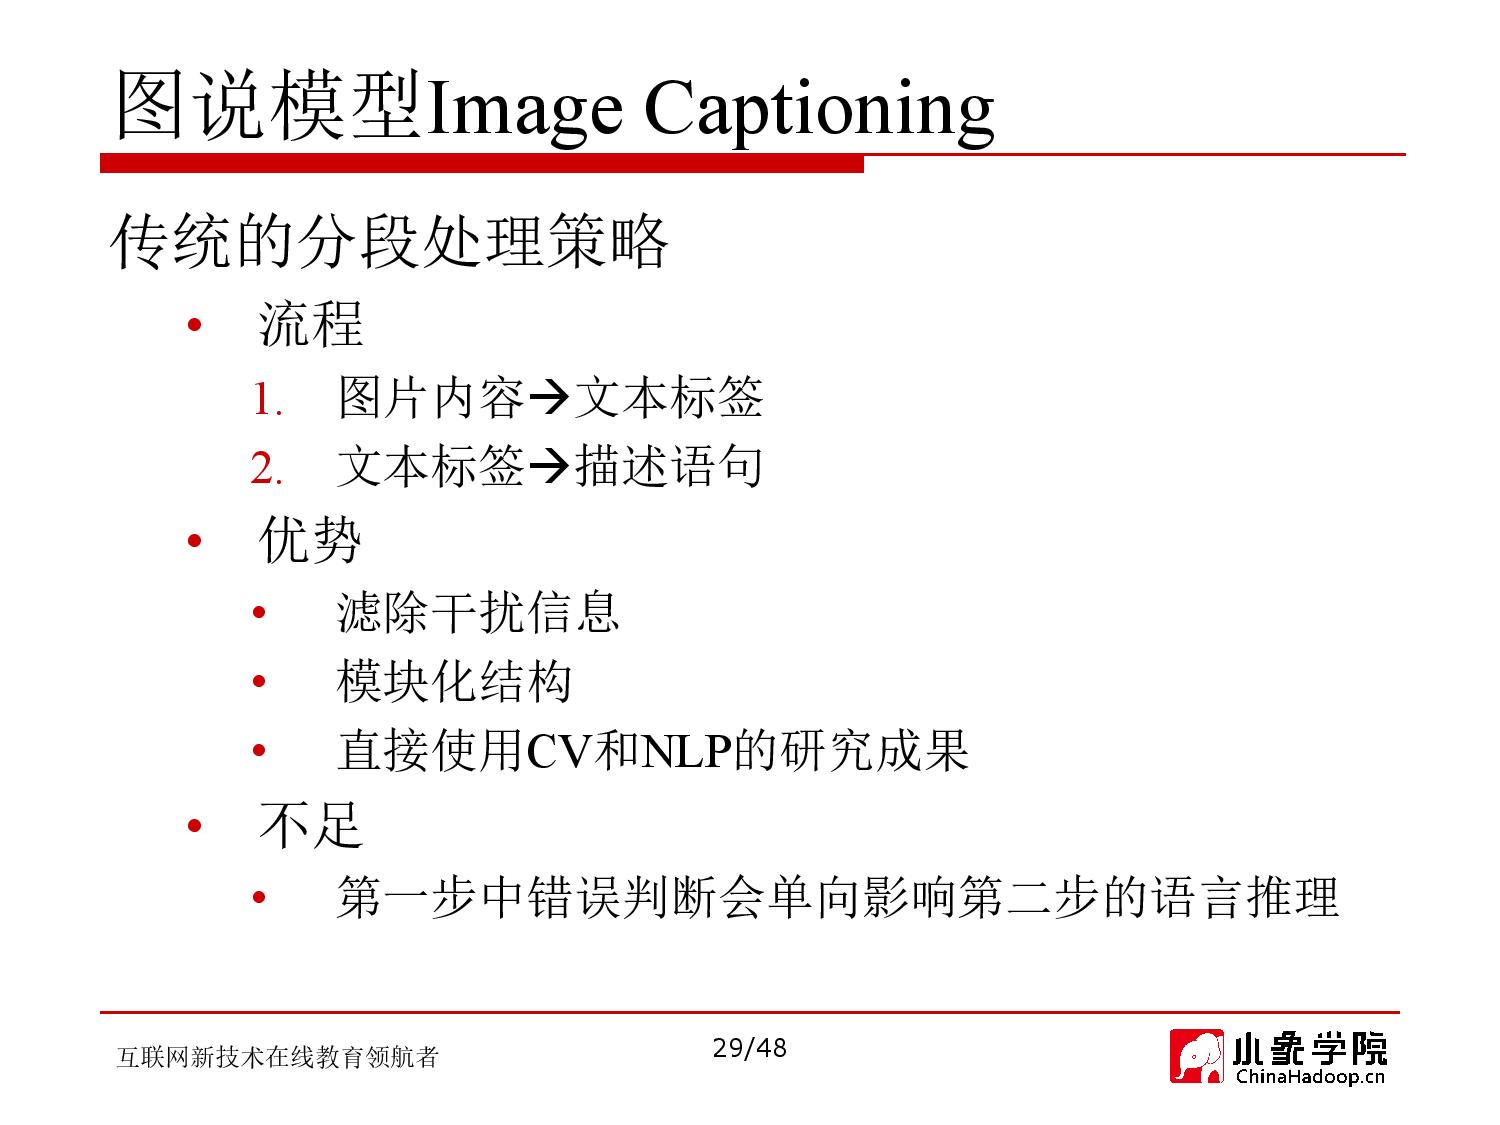 图说模型Image Captioning
传统的分段处理策略
• 流程
1. 图片内容→文本标签
2. 文本标签→描述语句
• 优势
• 滤除干扰信息
• 模块化结构
• 直接使用CV和NLP的研究成果
• 不足
• 第一步中错误判断会单向影响第二步的语言推理
互联网新技术在线教育领航者
29/48
小象学院
ChinaHadoop.cn